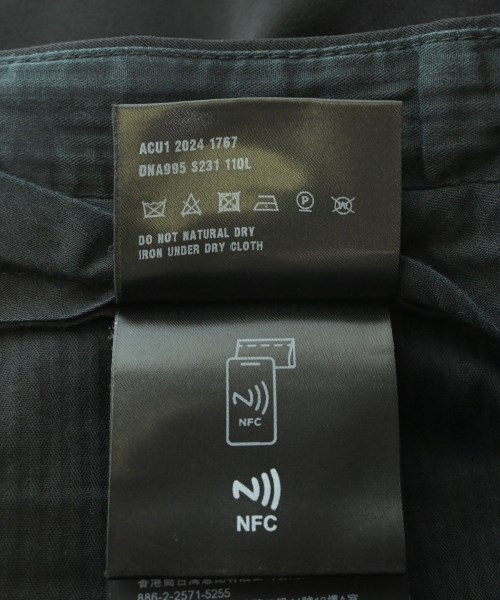 ACU1 2024 1767
DNA995 S231 11QL
P
W
DO NOT NATURAL DRY
IRON UNDER DRY CLOTH
NFC
NFC
886-2-2571-5255